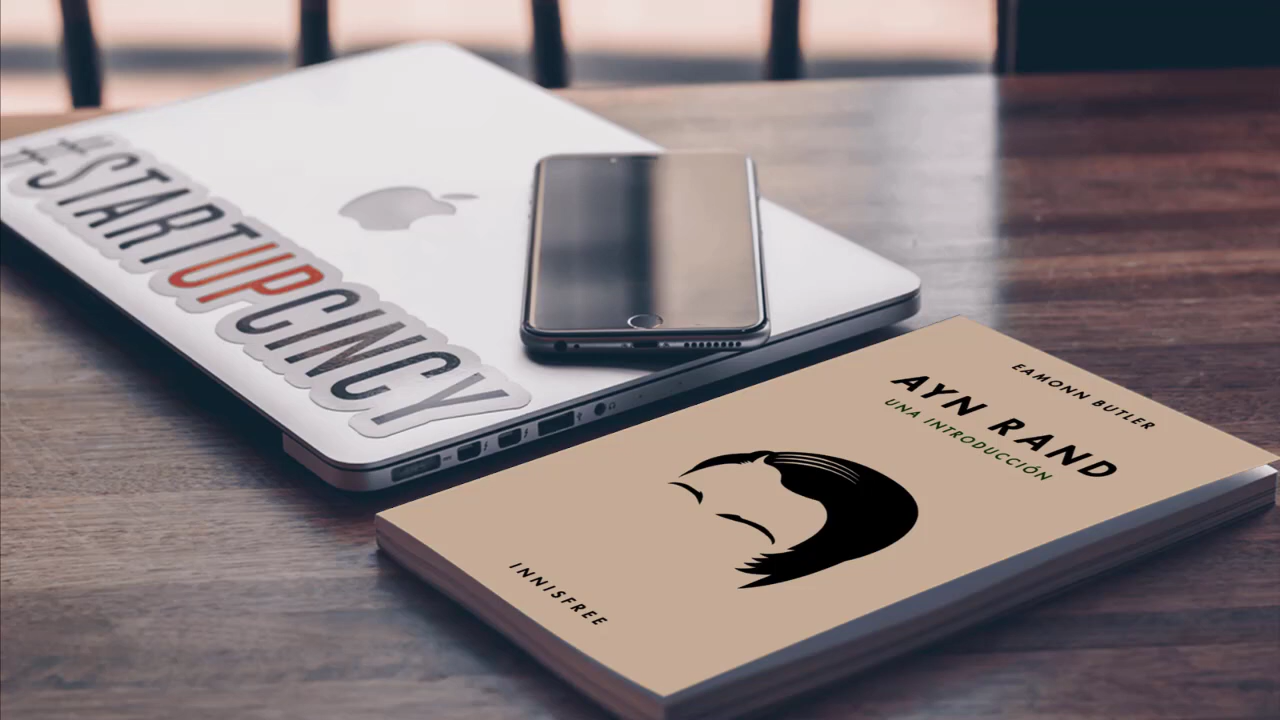 #STARTUPCINCY
EAMONN BUTLER
AYN RAND
UNA INTRODUCCIÓN
INNISFREE